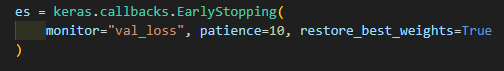 es = keras.callbacks.EarlyStopping(
    monitor="val_loss", patience=10, restore_best_weights=True
)